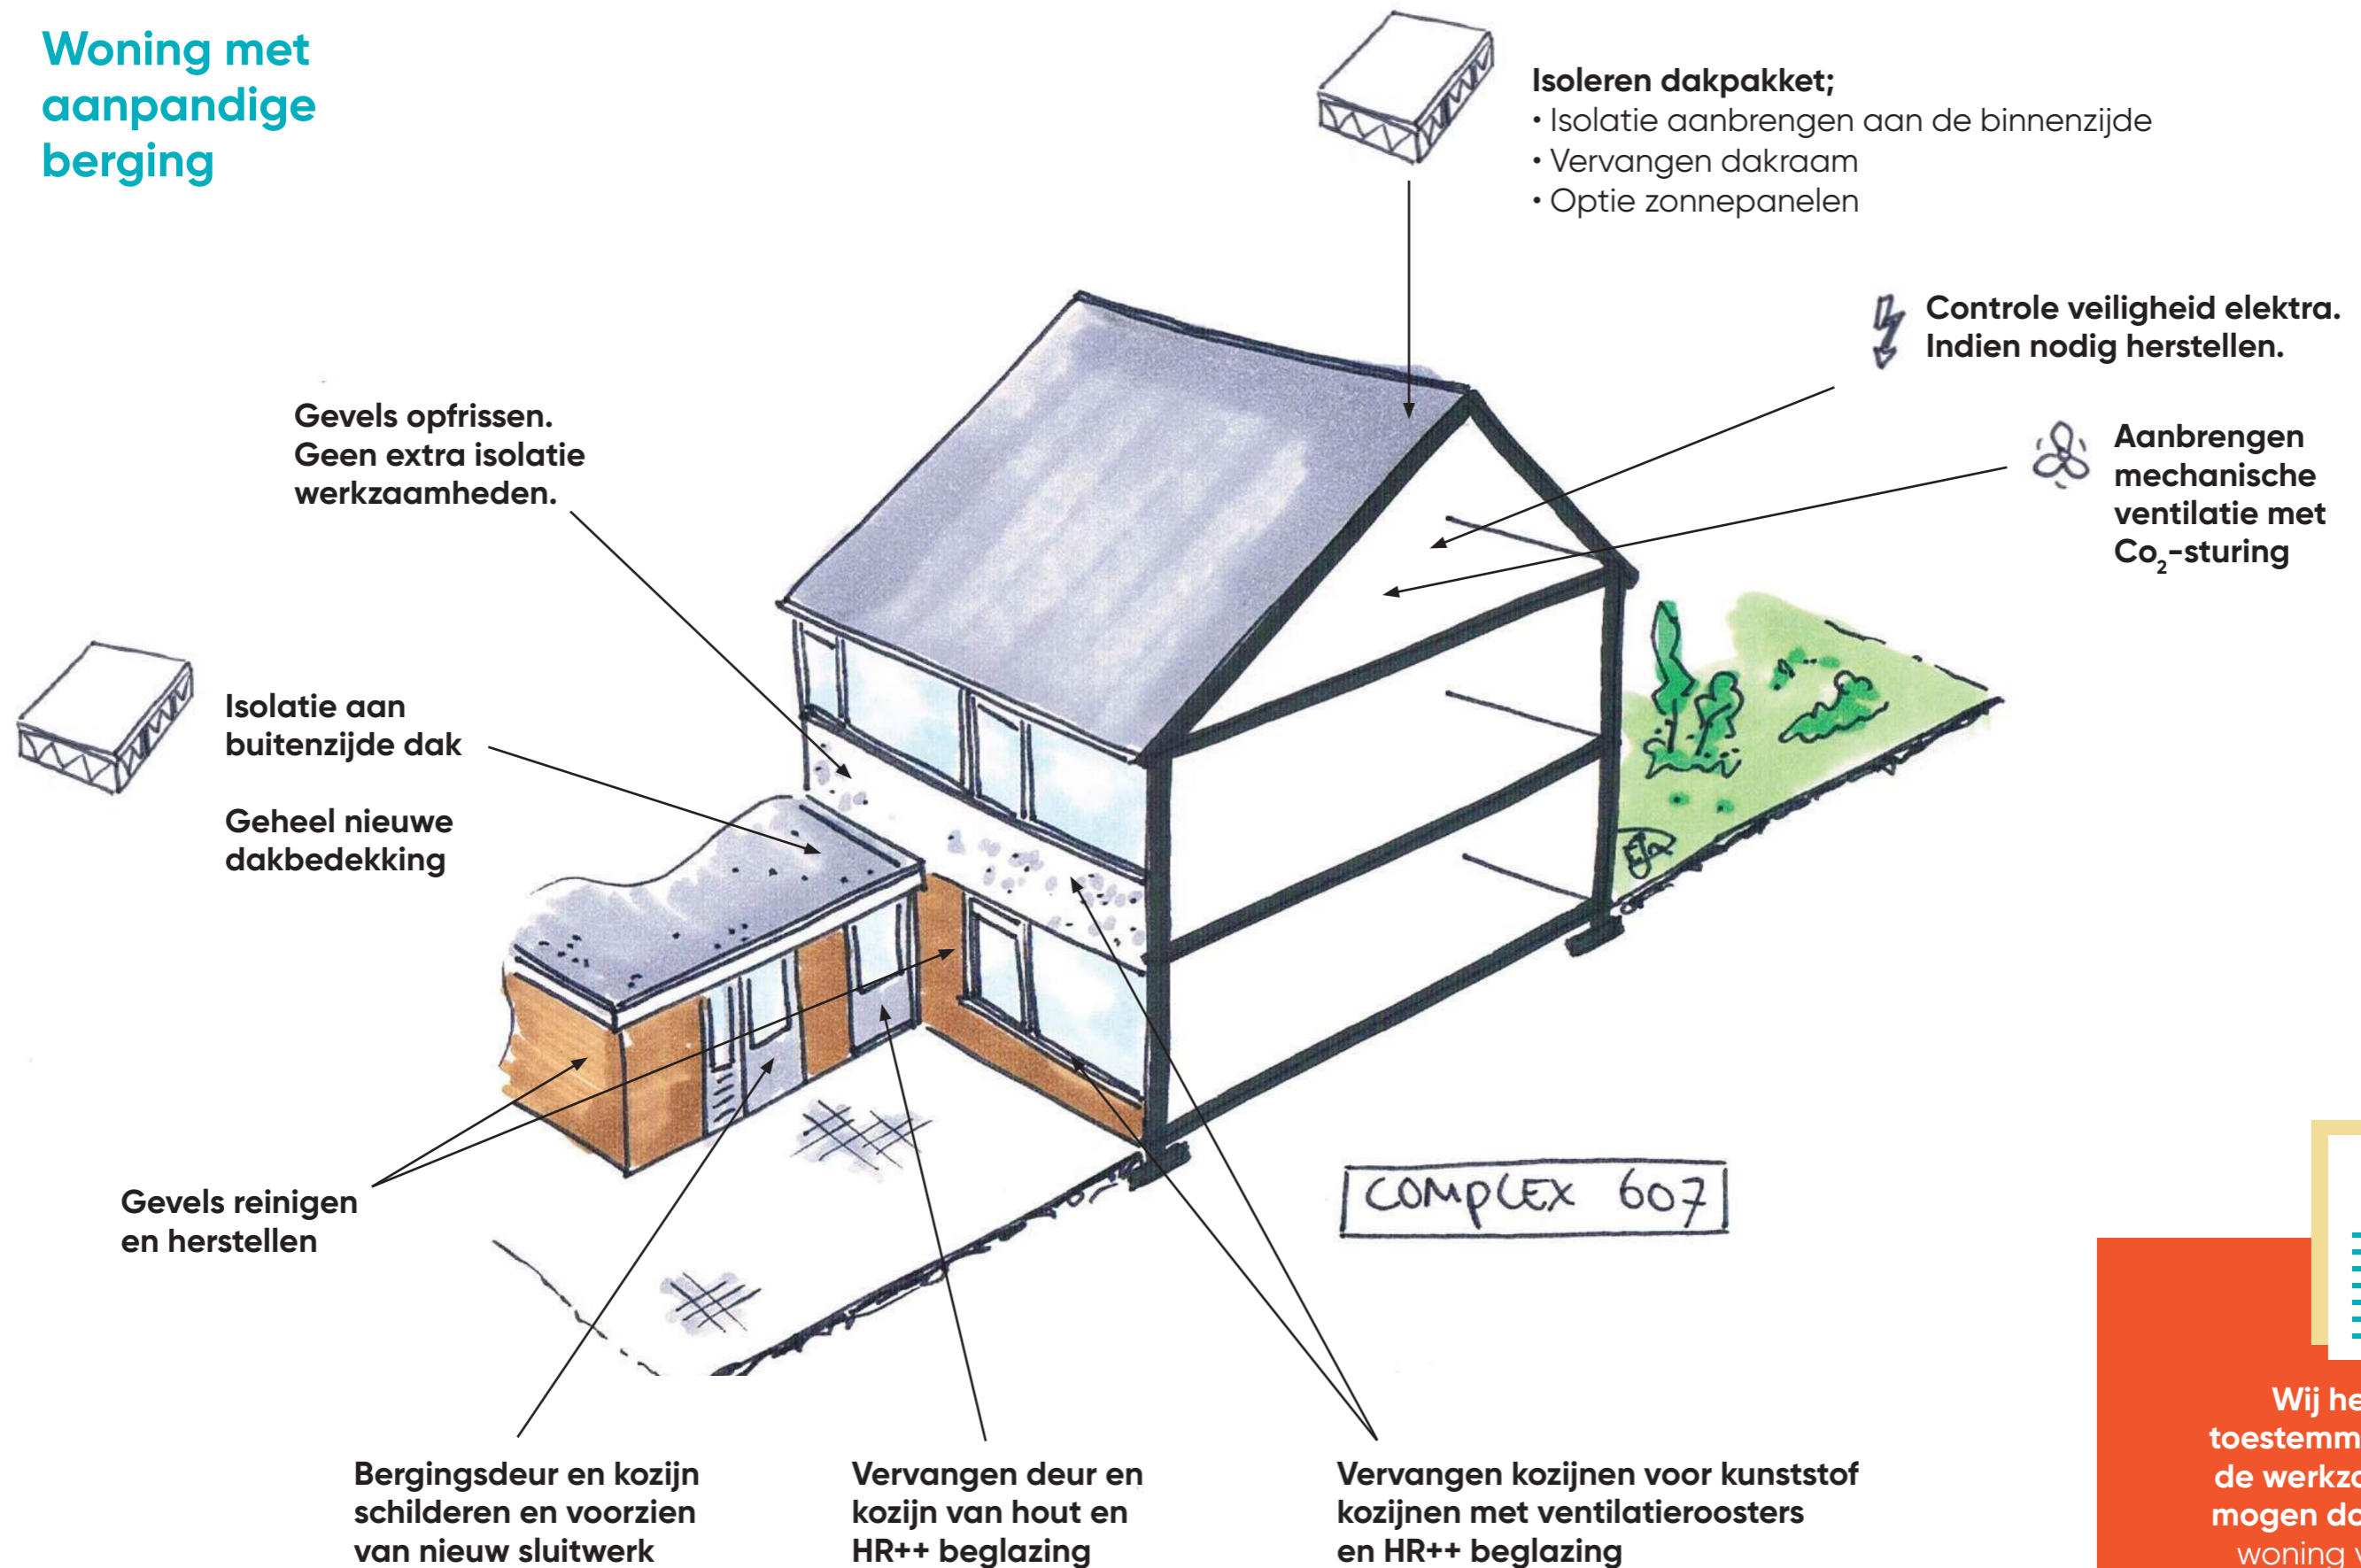 Woning met
aanpandige
berging
Isoleren dakpakket;
• Isolatie aanbrengen aan de binnenzijde
• Vervangen dakraam
• Optie zonnepanelen
Controle veiligheid elektra.
Indien nodig herstellen.
Aanbrengen
mechanische
ventilatie met
Co₂-sturing
Gevels opfrissen.
Geen extra isolatie
werkzaamheden.
Isolatie aan
buitenzijde dak
Geheel nieuwe
dakbedekking
Gevels reinigen
en herstellen
COMPLEX 607
Bergingsdeur en kozijn
schilderen en voorzien
van nieuw sluitwerk
Vervangen deur en
kozijn van hout en
HR++ beglazing
Vervangen kozijnen voor kunststof
kozijnen met ventilatieroosters
en HR++ beglazing
Wij
de
mogen
woning